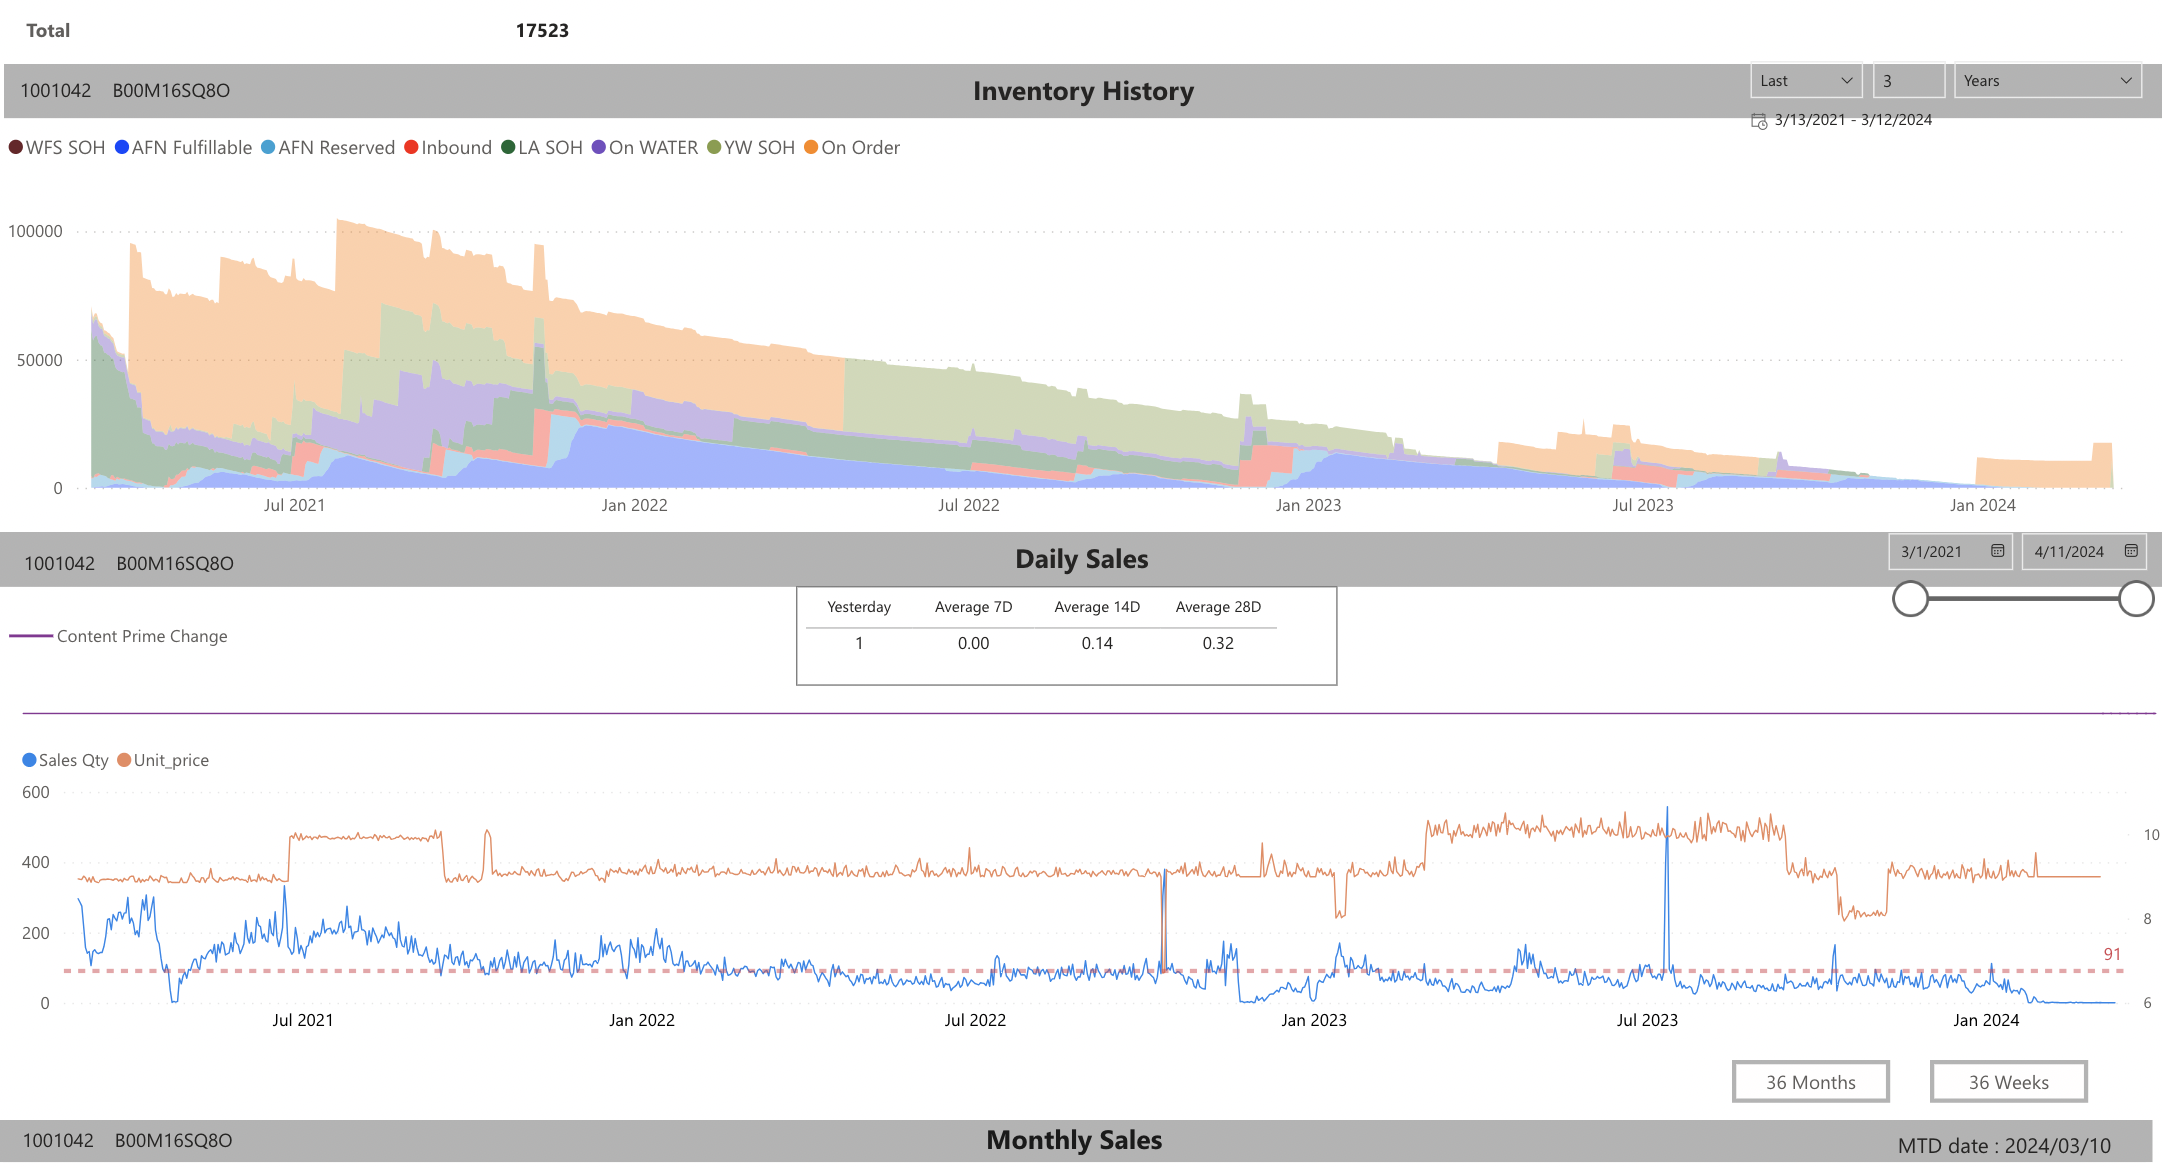 Total 17523
1001042 B00M16SQ8O Inventory History Last 3 Years
3/13/2021 - 3/12/2024
WFS SOH AFN Fulfillable AFN Reserved Inbound LA SOH On WATER YW SOH On Order
100000
50000
0
Jul 2021 Jan 2022 Jul 2022 Jan 2023 Jul 2023 Jan 2024
1001042 B00M16SQ8O Daily Sales 3/1/2021 4/11/2024
Yesterday Average 7D Average 14D Average 28D
Content Prime Change
1 0.00 0.14 0.32
Sales Qty Unit_price
600
10
400
8
200
91
0 6
Jul 2021 Jan 2022 Jul 2022 Jan 2023 Jul 2023 Jan 2024
36 Months 36 Weeks
1001042 B00M16SQ8O Monthly Sales MTD date : 2024/03/10